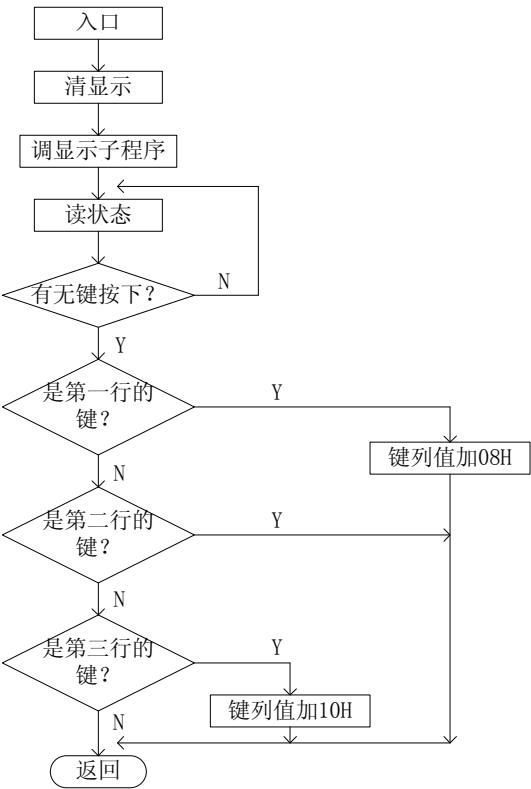 入口
清显示
调显示子程序
读状态
有无键按下？
N
Y
是第一行的
键？
Y
键列值加08H
N
是第二行的
键？
Y
N
是第三行的
键？
Y
键列值加10H
N
返回